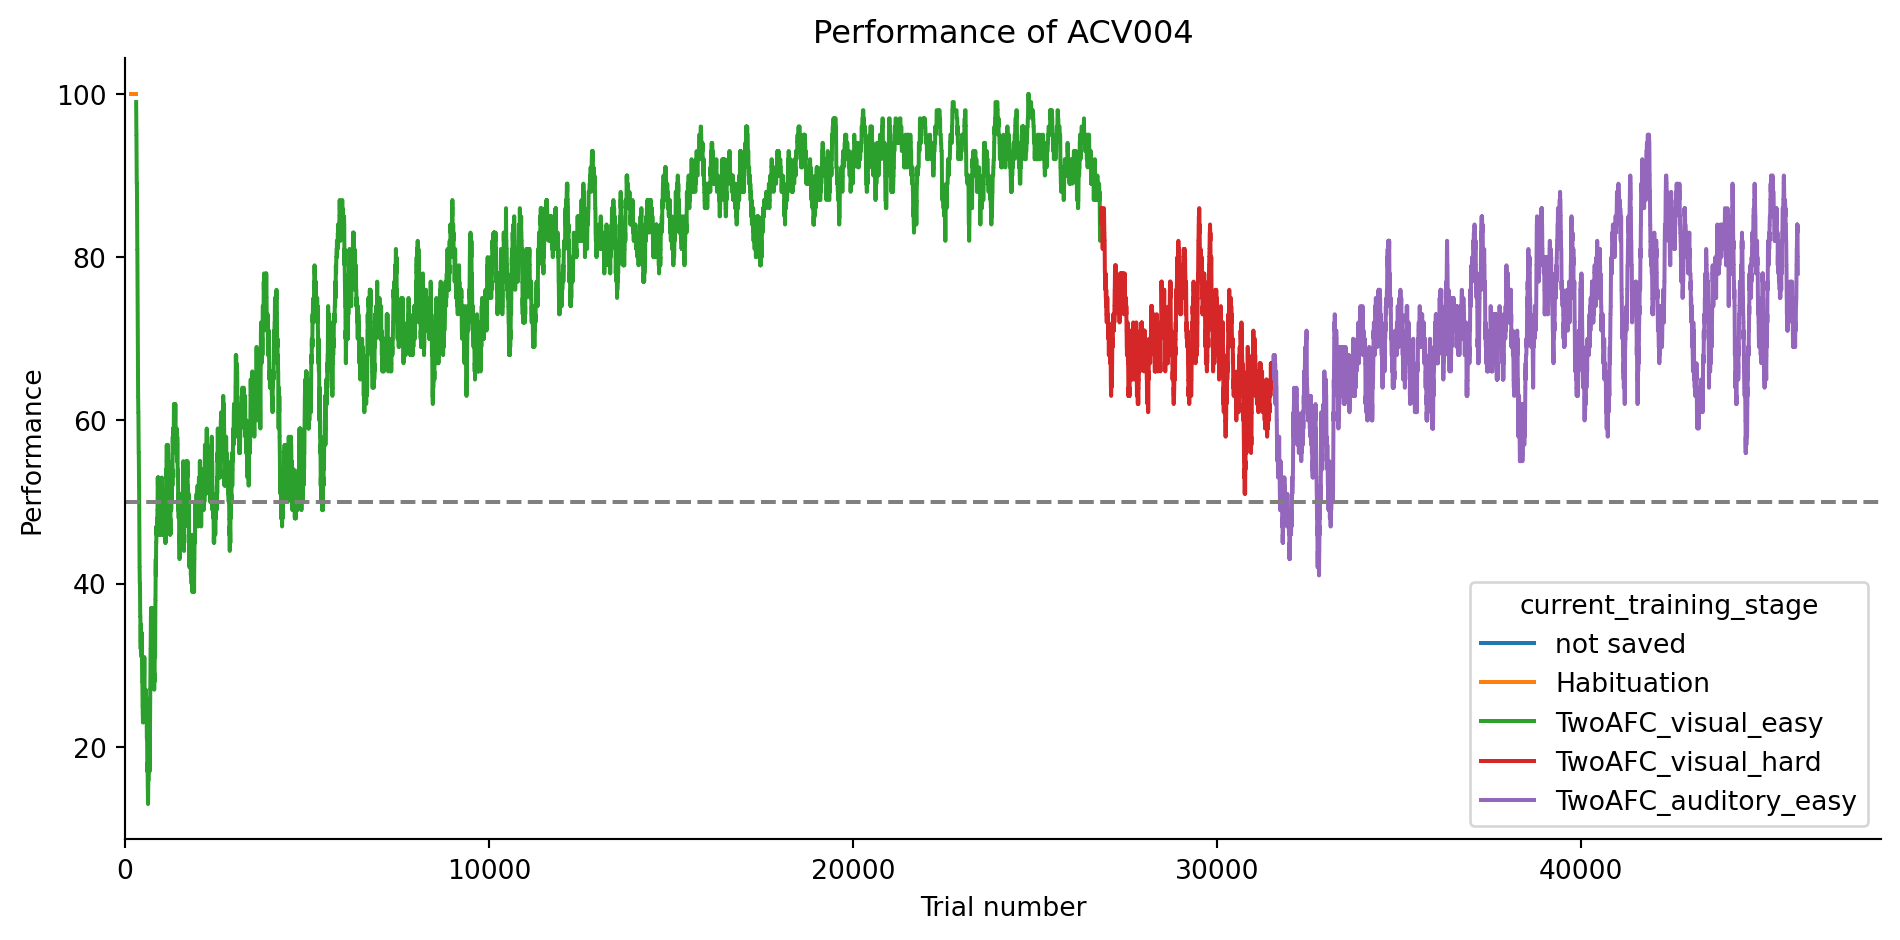 Performance of ACV004
100
80
60
40
20
Performance
0
10000
20000
30000
40000
Trial number
current_training_stage
not saved
Habituation
TwoAFC_visual_easy
TwoAFC_visual_hard
TwoAFC_auditory_easy